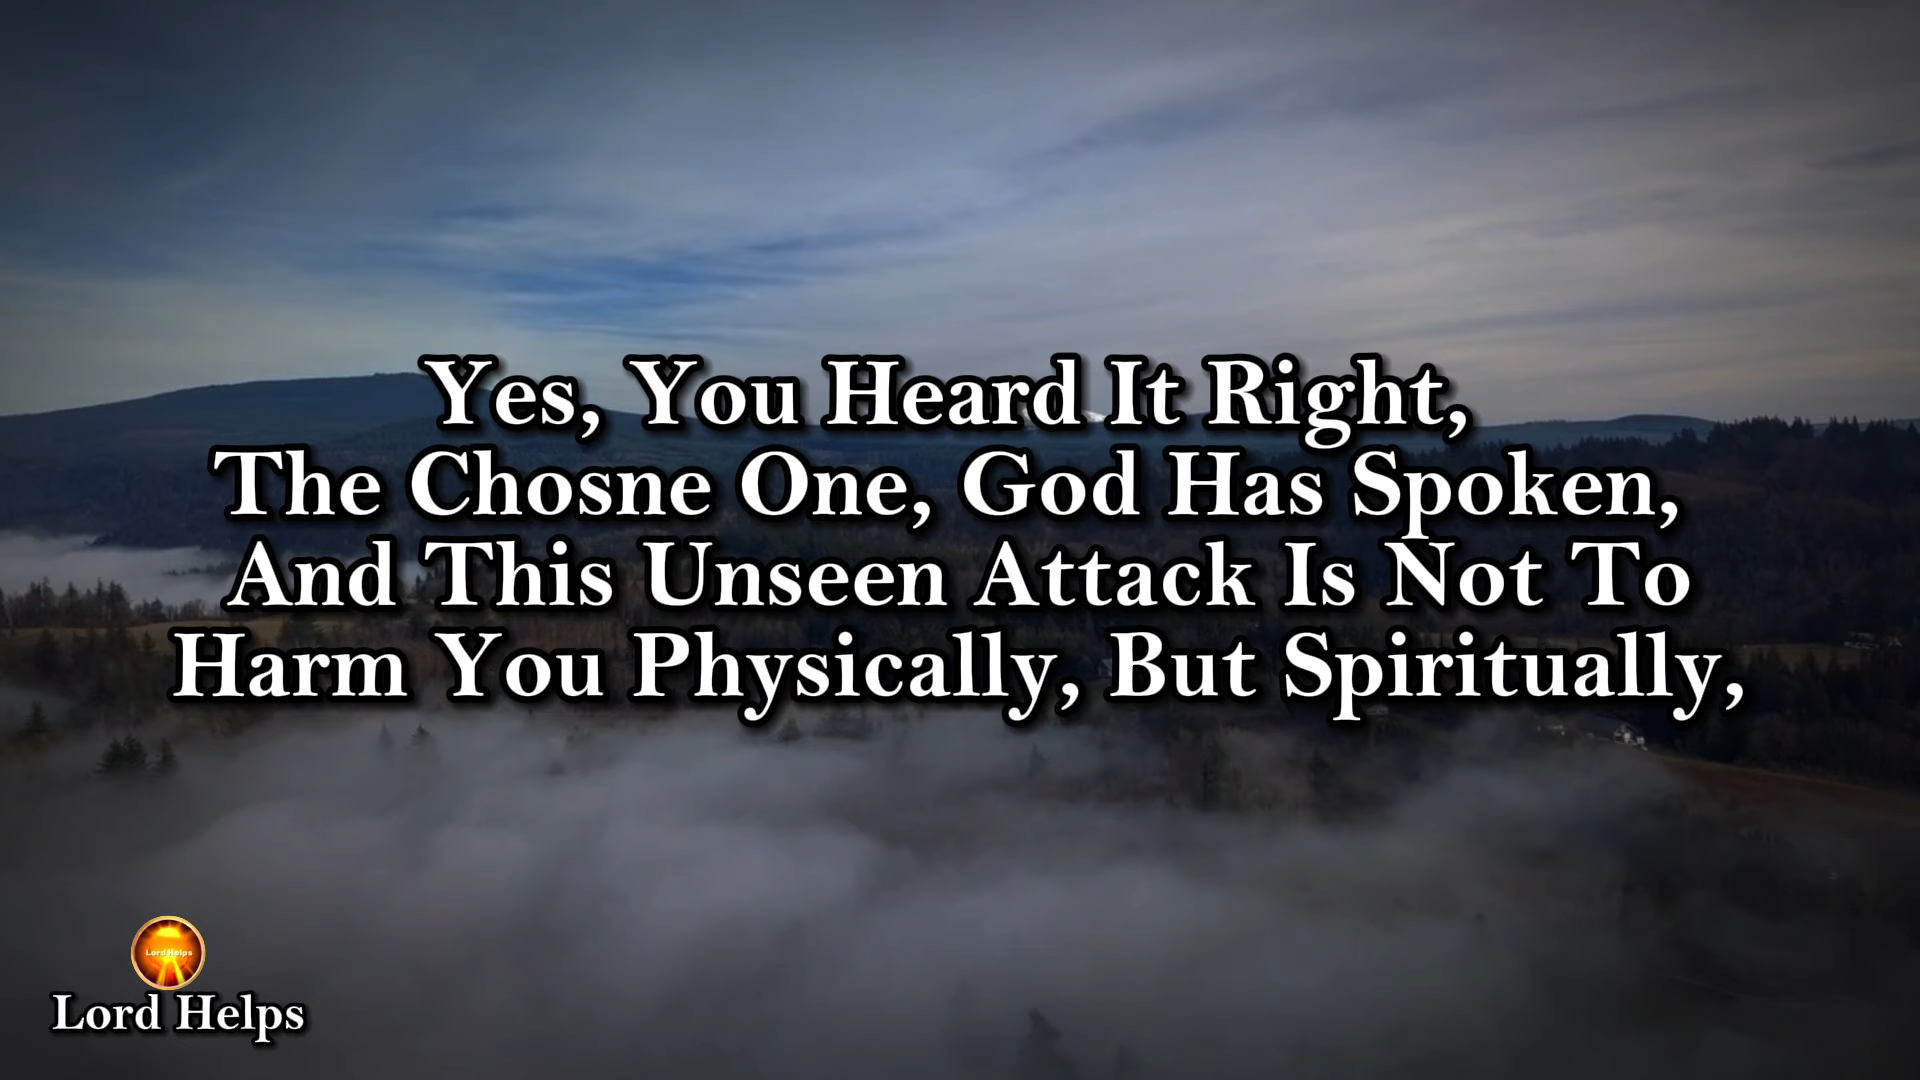 Yes, You Heard It Right,
The Chosne One, God Has Spoken,
And This Unseen Attack Is Not To
Harm You Physically, But Spiritually,
Lord Helps
Lord Helps